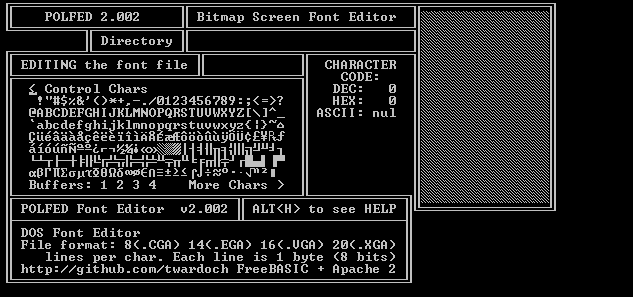 POLFED 2.002 Bitmap Screen Font Editor
Directory
EDITING the font file
CHARACTER
CODE:
DEC: 0
HEX: 0
ASCII: nul
< Control Chars
!"#$%&'()*+,-./0123456789:;<=>?
@ABCDEFGHIJKLMNOPQRSTUVWXYZ[\]^_
`abcdefghijklmnopqrstuvwxyz{¦}~⌂
ÇüéâäàåçêëèïîìÄÅÉæÆôöòûùÿÖÜ¢£¥₧ƒ
áíóúñÑªº¿⌐¬½¼¡«»░▒▓│┤╡╢╖╕╣║╗╝╜╛┐
└┴┬├─┼╞╟╚╔╩╦╠═╬╧╨╤╥╙╘╒╓╫╪┘┌█▄▌▐▀
αßΓπΣσµτΦΘΩδ∞φε∩≡±≥≤⌠⌡÷≈°∙·√ⁿ²■
Buffers: 1 2 3 4 More Chars >
POLFED Font Editor v2.002 ALT<H> to see HELP
DOS Font Editor
File format: 8(.CGA) 14(.EGA) 16(.VGA) 20(.XGA)
lines per char. Each line is 1 byte (8 bits)
http://github.com/twardoch FreeBASIC + Apache 2